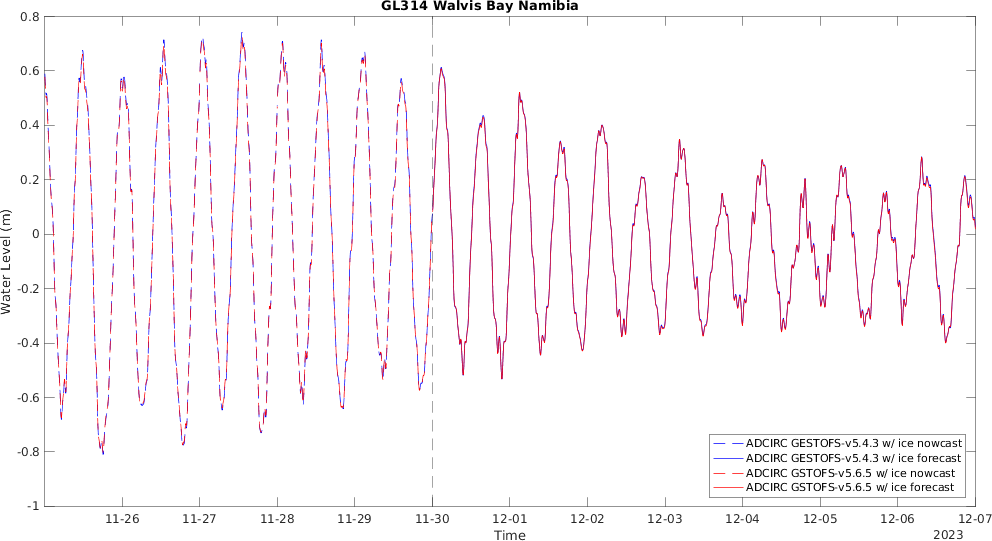 GL314 Walvis Bay Namibia
0.8
0.6
0.4
0.2
0
-0.2
-0.4
-0.6
-0.8
-1
Water Level (m)
ADCIRC GESTOFS-v5.4.3 w/ ice nowcast
ADCIRC GESTOFS-v5.4.3 w/ ice forecast
ADCIRC GSTOFS-v5.6.5 w/ ice nowcast
ADCIRC GSTOFS-v5.6.5 w/ ice forecast
11-26 11-27 11-28 11-29 11-30 12-01 12-02 12-03 12-04 12-05 12-06 12-07
Time
2023